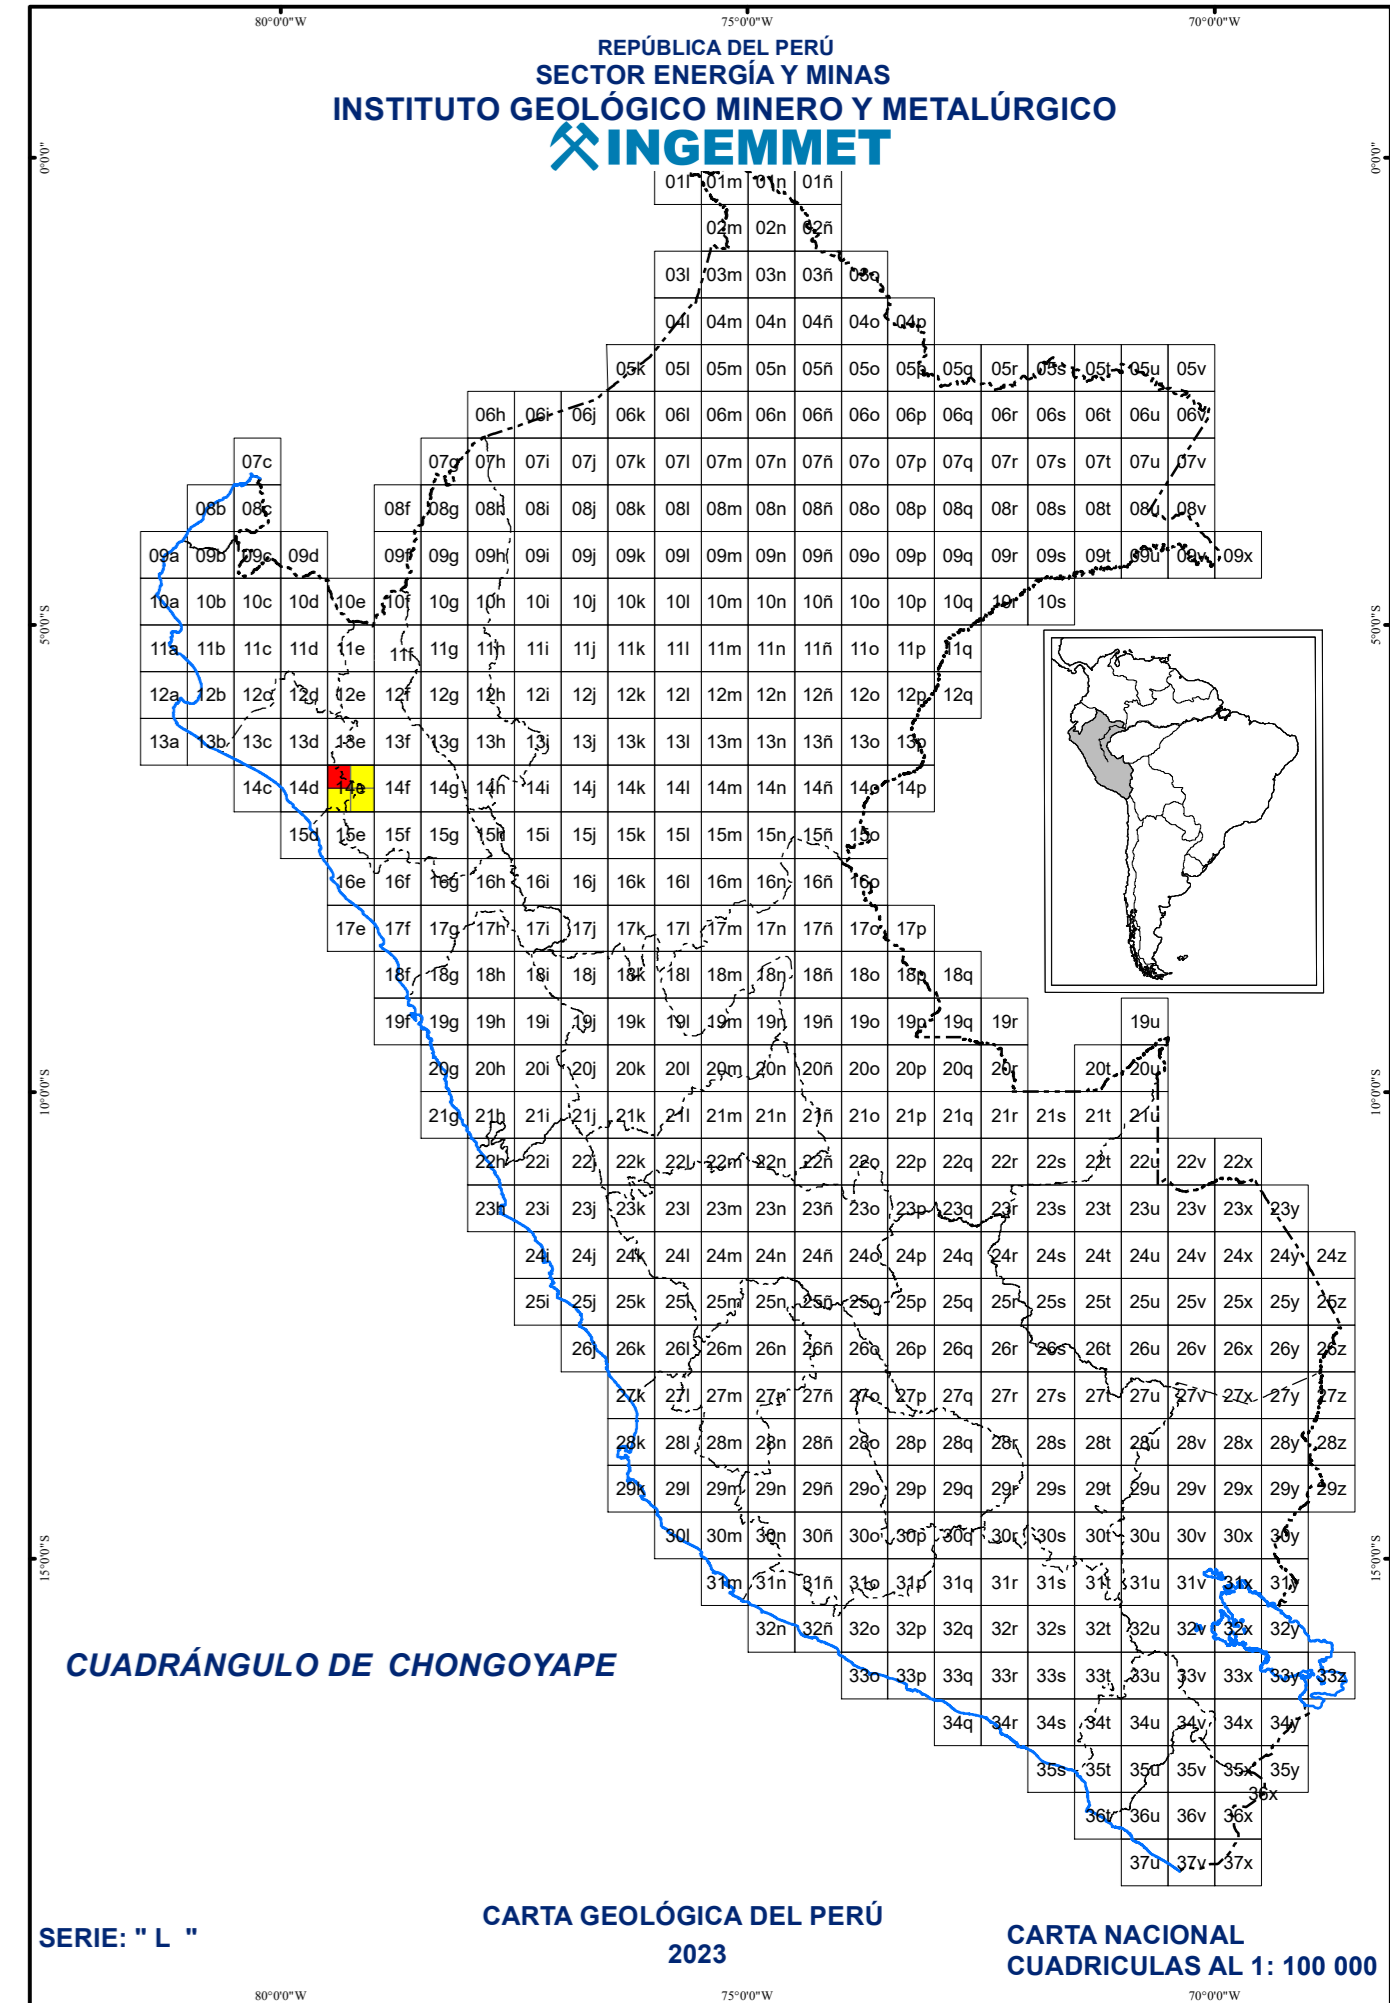 80°0'0"W 75°0'0"W 70°0'0"W
REPÚBLICA DEL PERÚ
SECTOR ENERGÍA Y MINAS
INSTITUTO GEOLÓGICO MINERO Y METALÚRGICO
INGEMMET
0°0'0" 0°0'0"
01l 01m 01n 01ñ
02m 02n 02ñ
03l 03m 03n 03ñ 03o
04l 04m 04n 04ñ 04o 04p
05k 05l 05m 05n 05ñ 05o 05p 05q 05r 05s 05t 05u 05v
06h 06i 06j 06k 06l 06m 06n 06ñ 06o 06p 06q 06r 06s 06t 06u 06v
07c 07g 07h 07i 07j 07k 07l 07m 07n 07ñ 07o 07p 07q 07r 07s 07t 07u 07v
08b 08c 08f 08g 08h 08i 08j 08k 08l 08m 08n 08ñ 08o 08p 08q 08r 08s 08t 08u 08v
09a 09b 09c 09d 09f 09g 09h 09i 09j 09k 09l 09m 09n 09ñ 09o 09p 09q 09r 09s 09t 09u 09v 09x
10a 10b 10c 10d 10e 10f 10g 10h 10i 10j 10k 10l 10m 10n 10ñ 10o 10p 10q 10r 10s
5°0'0"S 5°0'0"S
11a 11b 11c 11d 11e 11f 11g 11h 11i 11j 11k 11l 11m 11n 11ñ 11o 11p 11q
12a 12b 12c 12d 12e 12f 12g 12h 12i 12j 12k 12l 12m 12n 12ñ 12o 12p 12q
13a 13b 13c 13d 13e 13f 13g 13h 13i 13j 13k 13l 13m 13n 13ñ 13o 13p
14c 14d 14e 14f 14g 14h 14i 14j 14k 14l 14m 14n 14ñ 14o 14p
15d 15e 15f 15g 15h 15i 15j 15k 15l 15m 15n 15ñ 15o
16e 16f 16g 16h 16i 16j 16k 16l 16m 16n 16ñ 16o
17e 17f 17g 17h 17i 17j 17k 17l 17m 17n 17ñ 17o 17p
18f 18g 18h 18i 18j 18k 18l 18m 18n 18ñ 18o 18p 18q
19f 19g 19h 19i 19j 19k 19l 19m 19n 19ñ 19o 19p 19q 19r 19u
20g 20h 20i 20j 20k 20l 20m 20n 20ñ 20o 20p 20q 20r 20t 20u
10°0'0"S 10°0'0"S
21g 21h 21i 21j 21k 21l 21m 21n 21ñ 21o 21p 21q 21r 21s 21t 21u
22h 22i 22j 22k 22l 22m 22n 22ñ 22o 22p 22q 22r 22s 22t 22u 22v 22x
23h 23i 23j 23k 23l 23m 23n 23ñ 23o 23p 23q 23r 23s 23t 23u 23v 23x 23y
24i 24j 24k 24l 24m 24n 24ñ 24o 24p 24q 24r 24s 24t 24u 24v 24x 24y 24z
25i 25j 25k 25l 25m 25n 25ñ 25o 25p 25q 25r 25s 25t 25u 25v 25x 25y 25z
26j 26k 26l 26m 26n 26ñ 26o 26p 26q 26r 26s 26t 26u 26v 26x 26y 26z
27k 27l 27m 27n 27ñ 27o 27p 27q 27r 27s 27t 27u 27v 27x 27y 27z
28k 28l 28m 28n 28ñ 28o 28p 28q 28r 28s 28t 28u 28v 28x 28y 28z
29k 29l 29m 29n 29ñ 29o 29p 29q 29r 29s 29t 29u 29v 29x 29y 29z
30l 30m 30n 30ñ 30o 30p 30q 30r 30s 30t 30u 30v 30x 30y
15°0'0"S 15°0'0"S
31m 31n 31ñ 31o 31p 31q 31r 31s 31t 31u 31v 31x 31y
32n 32ñ 32o 32p 32q 32r 32s 32t 32u 32v 32x 32y
CUADRÁNGULO DE CHONGOYAPE
33o 33p 33q 33r 33s 33t 33u 33v 33x 33y 33z
34q 34r 34s 34t 34u 34v 34x 34y
35s 35t 35u 35v 35x 35y
36x
36t 36u 36v 36x
37u 37v 37x
CARTA GEOLÓGICA DEL PERÚ
2023
SERIE: " L "
CARTA NACIONAL
CUADRICULAS AL 1: 100 000
80°0'0"W 75°0'0"W 70°0'0"W